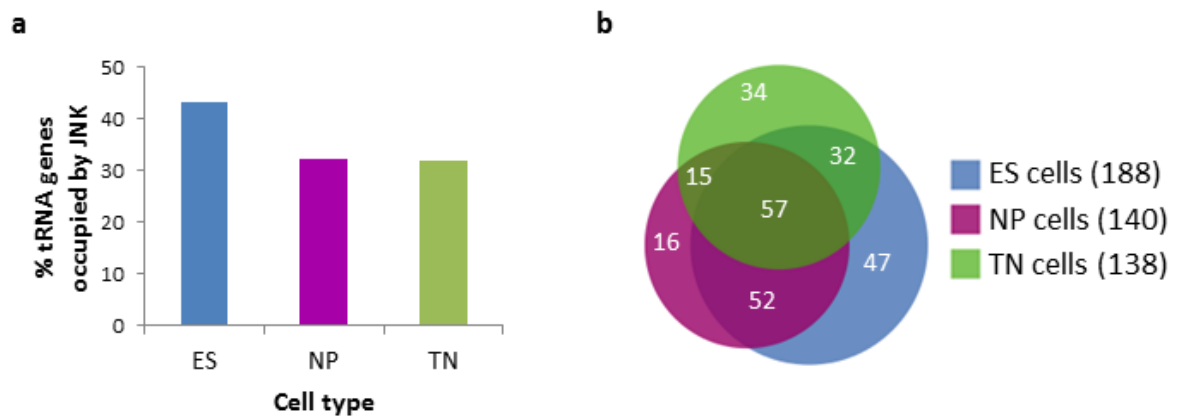 a
% tRNA genes
occupied by JNK
50
40
30
20
10
0
ES NP TN
Cell type
b
34
32
15
57
16
47
52
ES cells (188)
NP cells (140)
TN cells (138)